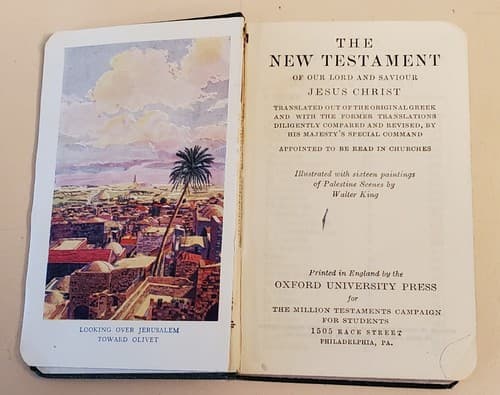 LOOKING OVER JERUSALEM
TOWARD OLIVET
THE
NEW TESTAMENT
OF OUR LORD AND SAVIOUR
JESUS CHRIST
TRANSLATED OUT OF THE ORIGINAL GREEK
AND WITH THE FORMER TRANSLATIONS
DILIGENTLY COMPARED AND REVISED, BY
HIS MAJESTY'S SPECIAL COMMAND
APPOINTED TO BE READ IN CHURCHES
Illustrated with sixteen paintings
of Palestine Scenes by
Walter King
Printed in England by the
OXFORD UNIVERSITY PRESS
for
THE MILLION TESTAMENTS CAMPAIGN
FOR STUDENTS
1505 RACE STREET
PHILADELPHIA, PA.